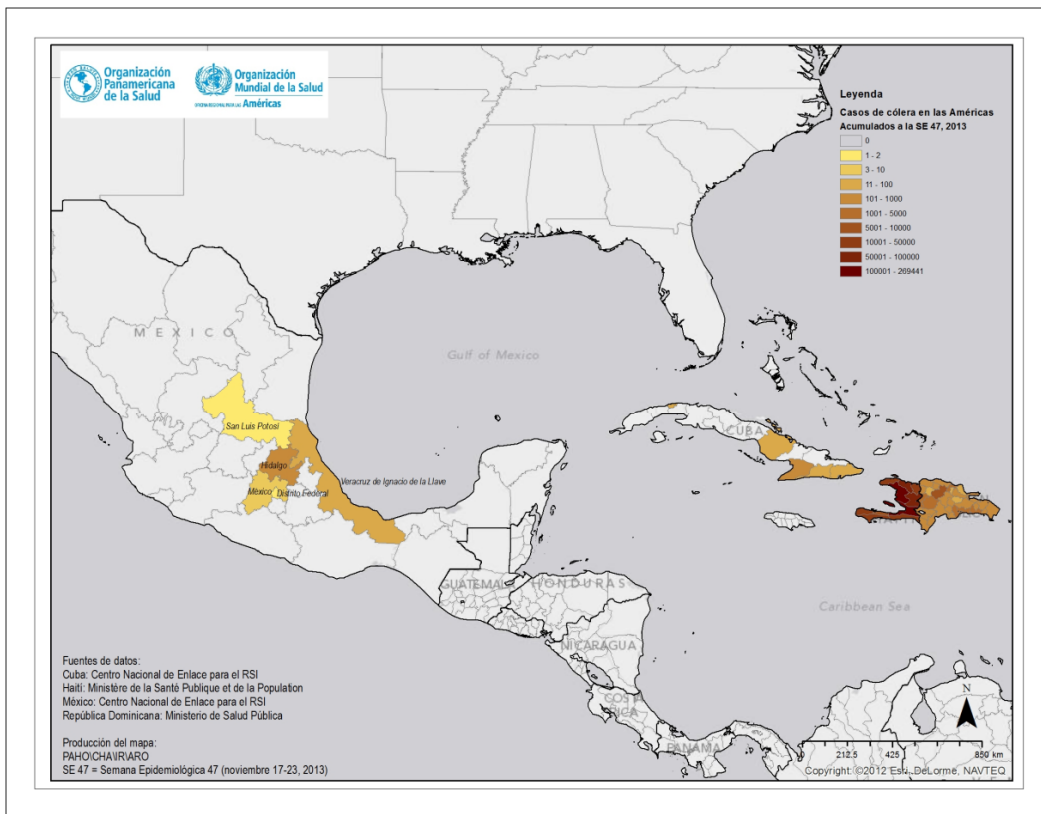 Organización
Panamericana
de la Salud
Organización
Mundial de la Salud
Américas
Leyenda
Casos de cólera en las Américas
Acumulados a la SE 47, 2013
0
1 - 2
3 - 10
11 - 100
101 - 1000
1001 - 5000
5001 - 10000
10001 - 50000
50001 - 100000
100001 - 269441
MEXICO
Gulf of Mexico
San Luis Potosí
CUBA
Hidalgo
Veracruz de Ignacio de la Llave
México
Distrito Federal
GUATEMALA
HONDURAS
Caribbean Sea
NICARAGUA
COSTA
RICA
PANAMA
Fuentes de datos:
Cuba: Centro Nacional de Enlace para el RSI
Haití: Ministère de la Santé Publique et de la Population
México: Centro Nacional de Enlace para el RSI
República Dominicana: Ministerio de Salud Pública
Producción del mapa:
PAHO\CHA\IR\ARO
SE 47 = Semana Epidemiológica 47 (noviembre 17-23, 2013)
N
0 212.5 425 850 km
Copyright: ©2012 Esri, DeLorme, NAVTEQ